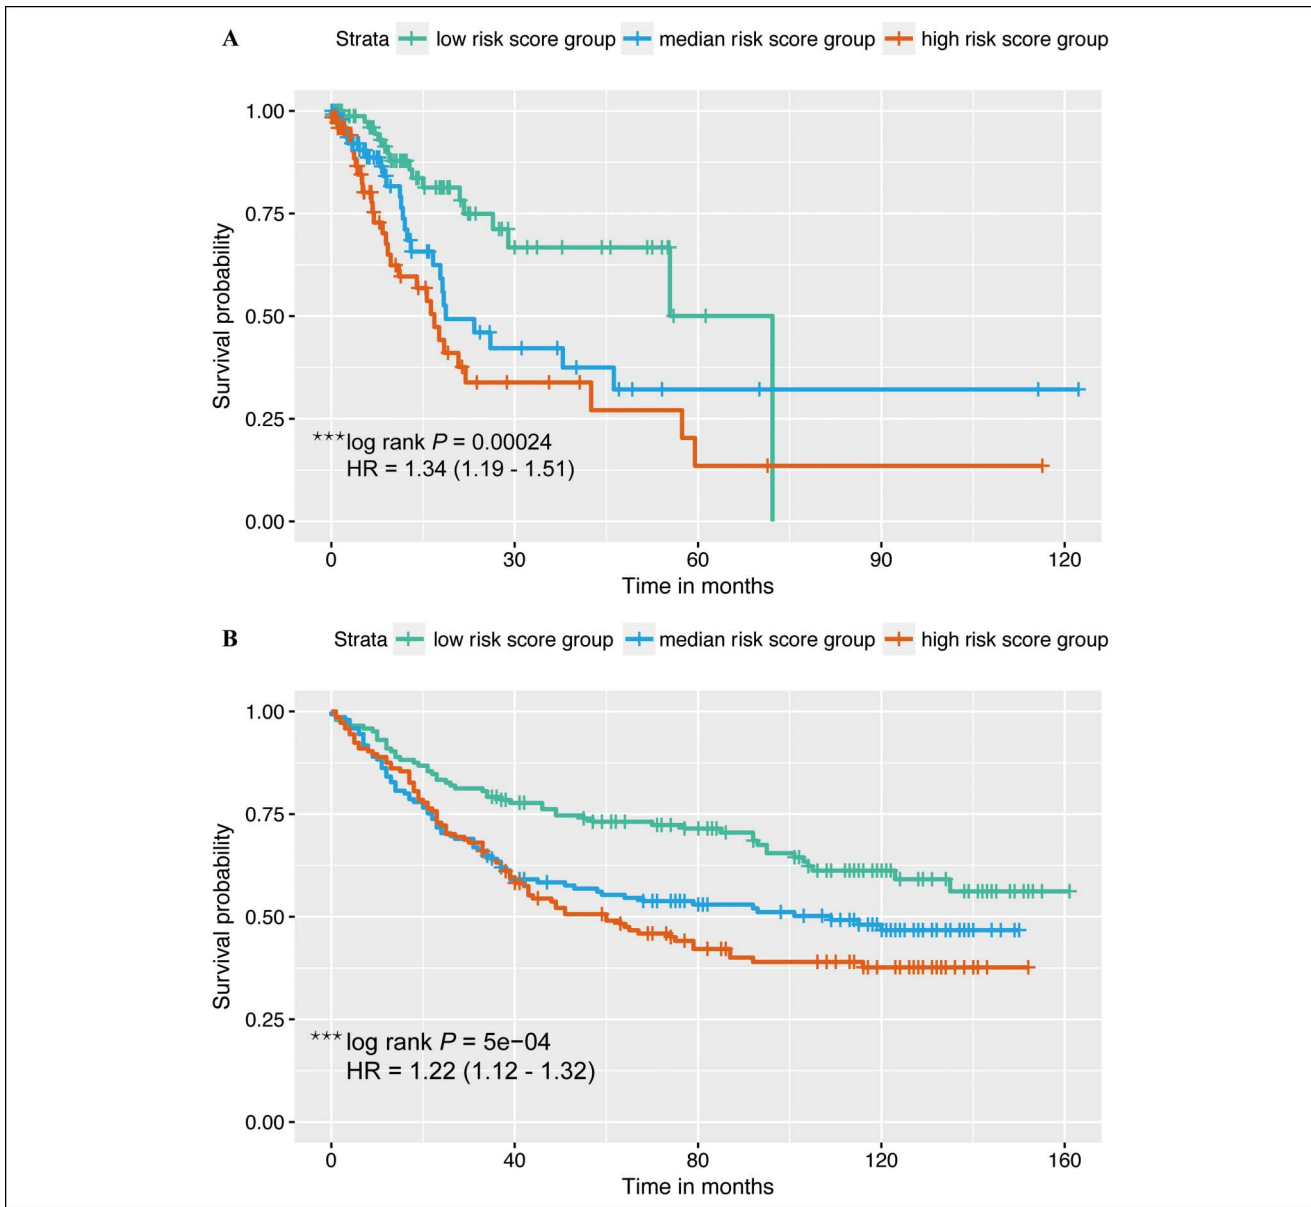 A Strata low risk score group median risk score group high risk score group
1.00
0.75
0.50
0.25
0.00
Survival probability
***log rank P = 0.00024
HR = 1.34 (1.19 - 1.51)
0 30 60 90 120
Time in months
B Strata low risk score group median risk score group high risk score group
1.00
0.75
0.50
0.25
0.00
Survival probability
***log rank P = 5e−04
HR = 1.22 (1.12 - 1.32)
0 40 80 120 160
Time in months